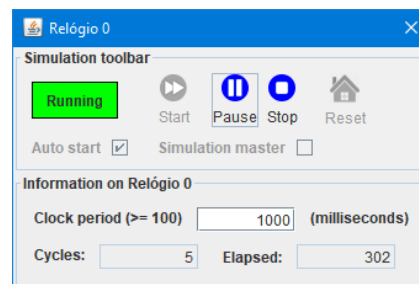 Relógio 0
Simulation toolbar
Running
Start Pause Stop Reset
Auto start Simulation master
Information on Relógio 0
Clock period (>= 100) 1000 (milliseconds)
Cycles: 5 Elapsed: 302